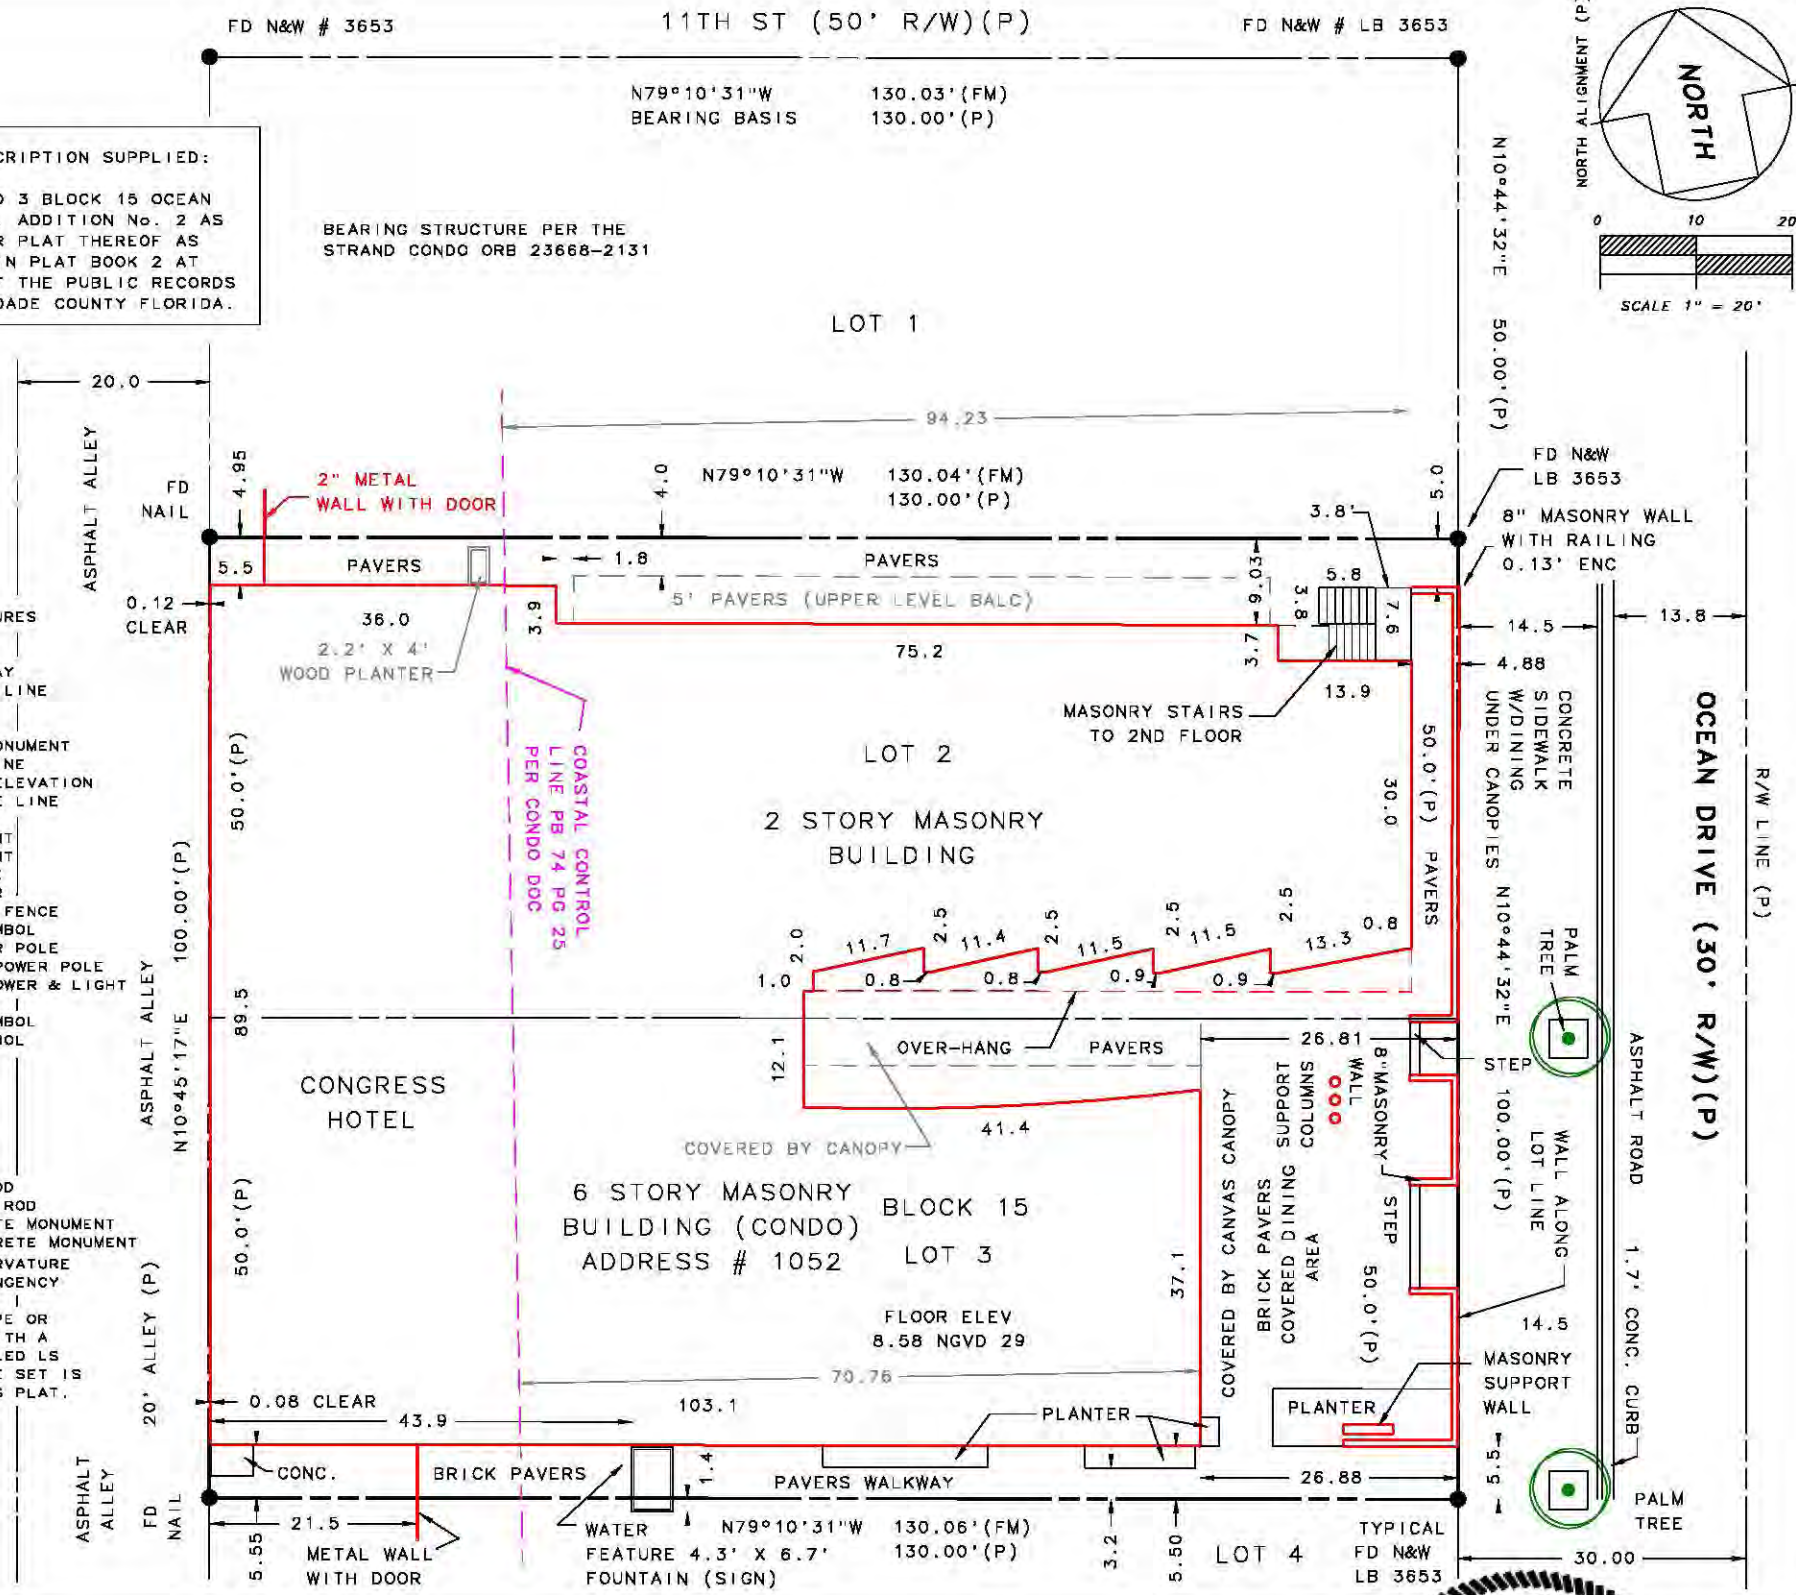 FD N&W # 3653
11TH ST (50' R/W)(P)
FD N&W # LB 3653
N79°10'31"W 130.03'(FM)
BEARING BASIS 130.00'(P)
NORTH ALIGNMENT (P)
NORTH
0 10 20
SCALE 1" = 20'
SUPPLIED:
3 BLOCK 15 OCEAN
ADDITION No. 2 AS
PLAT THEREOF AS
PLAT BOOK 2 AT
THE PUBLIC RECORDS
DADE COUNTY FLORIDA.
BEARING STRUCTURE PER THE
STRAND CONDO ORB 23668-2131
LOT 1
N10°44'32"E 50.00'(P)
20.0
94.23
ASPHALT ALLEY
FD
NAIL
4.95
2" METAL
WALL WITH DOOR
4.0
N79°10'31"W 130.04'(FM)
130.00'(P)
5.0
FD N&W
LB 3653
3.8'
8" MASONRY WALL
WITH RAILING
0.13' ENC
5.5
PAVERS
1.8
PAVERS
9.03
5.8
3.8
7.6
5' PAVERS (UPPER LEVEL BALC)
0.12
CLEAR
36.0
3.9
2.2' X 4'
WOOD PLANTER
75.2
3.7
13.9
14.5
13.8
4.88
MASONRY STAIRS
TO 2ND FLOOR
CONCRETE
SIDEWALK
W/DINING
UNDER CANOPIES
OCEAN DRIVE (30' R/W)(P)
R/W LINE (P)
LINE
MONUMENT
ELEVATION
LINE
FENCE
POLE
POWER POLE
POWER & LIGHT
50.0'(P)
COASTAL CONTROL
LINE PB 74 PG 25
PER CONDO DOC
LOT 2
2 STORY MASONRY
BUILDING
50.0'(P)
30.0
PAVERS
N10°44'32"E 100.00'(P)
PALM
TREE
2.0
11.7
2.5
11.4
2.5
11.5
2.5
11.5
2.5
13.3
0.8
1.0
0.8
0.8
0.9
0.9
ASPHALT ALLEY
N10°45'17"E 100.00'(P)
89.5
12.1
OVER-HANG
PAVERS
26.81
STEP
8"MASONRY
WALL
CONGRESS
HOTEL
COVERED BY CANOPY
41.4
SUPPORT
COLUMNS
COVERED BY CANVAS CANOPY
BRICK PAVERS
COVERED DINING
AREA
ASPHALT ROAD
WALL ALONG
LOT LINE
STEP
ROD
MONUMENT
CONCRETE MONUMENT
OR
SET IS
PLAT.
50.0'(P)
6 STORY MASONRY
BUILDING (CONDO)
ADDRESS # 1052
BLOCK 15
LOT 3
37.1
50.0'(P)
1.7' CONC. CURB
20' ALLEY (P)
FLOOR ELEV
8.58 NGVD 29
14.5
70.76
MASONRY
SUPPORT
WALL
0.08 CLEAR
43.9
103.1
PLANTER
PLANTER
ASPHALT
ALLEY
FD
NAIL
CONC.
BRICK PAVERS
1.4
PAVERS WALKWAY
26.88
5.5
PALM
TREE
5.55
21.5
METAL WALL
WITH DOOR
WATER
FEATURE 4.3' X 6.7'
FOUNTAIN (SIGN)
N79°10'31"W 130.06'(FM)
130.00'(P)
3.2
5.50
LOT 4
TYPICAL
FD N&W
LB 3653
30.00